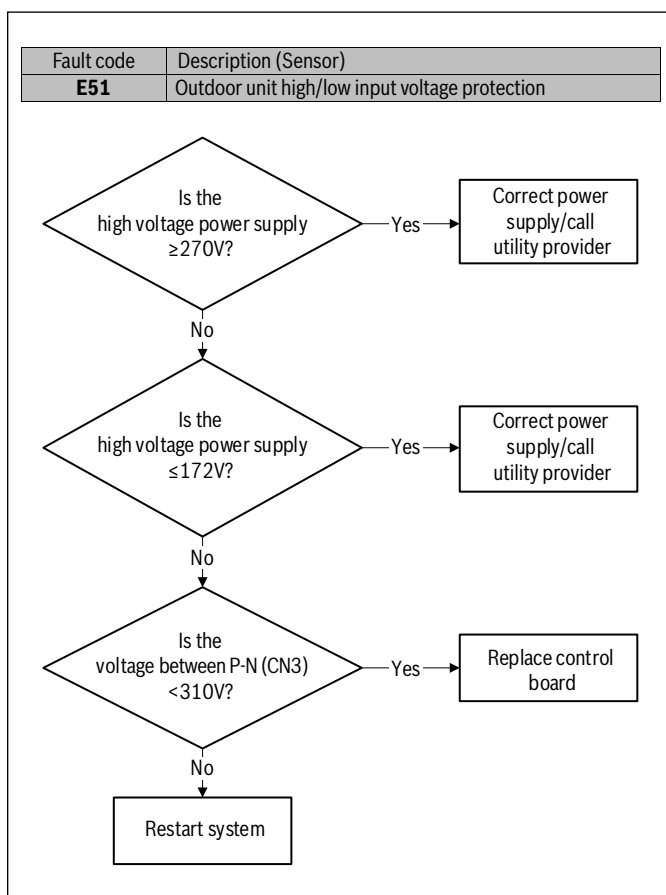 Fault code Description (Sensor)
E51 Outdoor unit high/low input voltage protection
Is the
high voltage power supply
≥270V?
Yes
Correct power
supply/call
utility provider
No
Is the
high voltage power supply
≤172V?
Yes
Correct power
supply/call
utility provider
No
Is the
voltage between P-N (CN3)
<310V?
Yes
Replace control
board
No
Restart system